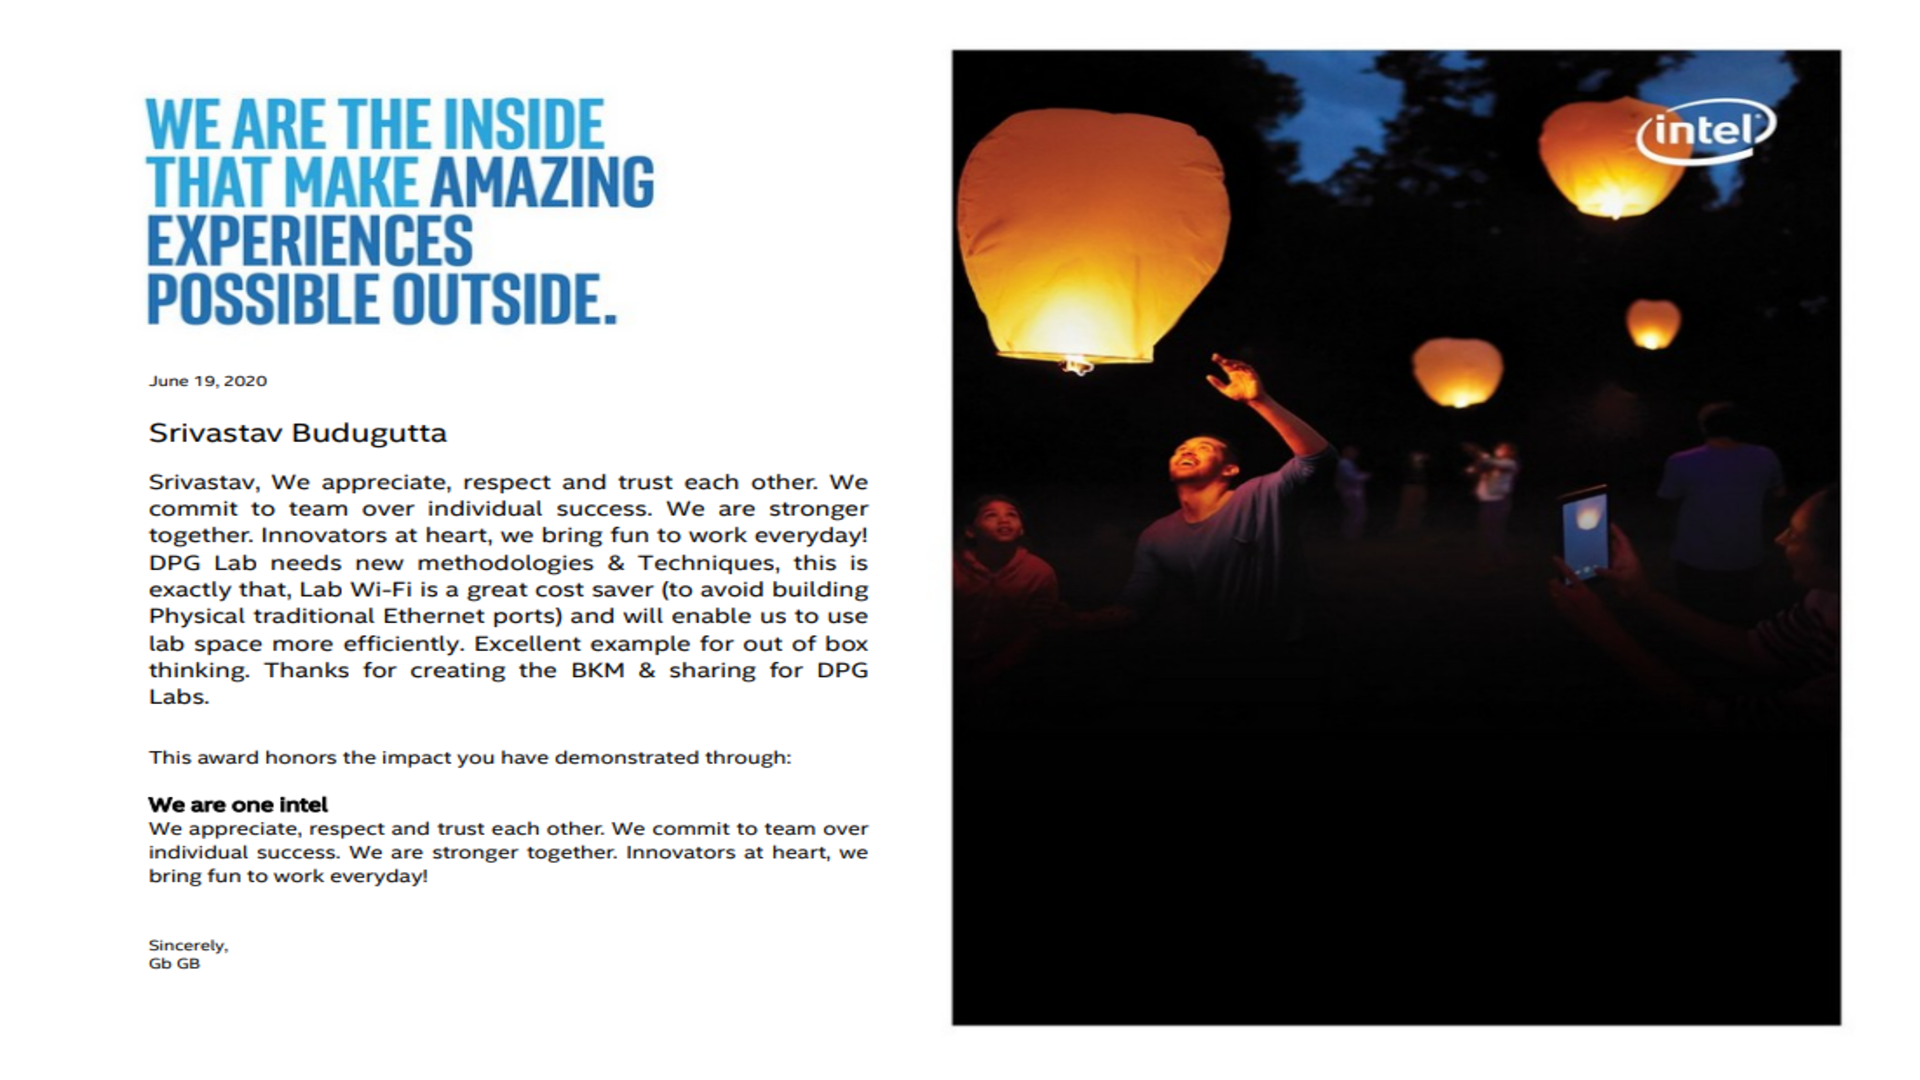 WE ARE THE INSIDE
THAT MAKE AMAZING
EXPERIENCES
POSSIBLE OUTSIDE.
June 19, 2020
Srivastav Budugutta
Srivastav, We appreciate, respect and trust each other. We
commit to team over individual success. We are stronger
together. Innovators at heart, we bring fun to work everyday!
DPG Lab needs new methodologies & Techniques, this is
exactly that, Lab Wi-Fi is a great cost saver (to avoid building
Physical traditional Ethernet ports) and will enable us to use
lab space more efficiently. Excellent example for out of box
thinking. Thanks for creating the BKM & sharing for DPG
Labs.
This award honors the impact you have demonstrated through:
We are one intel
We appreciate, respect and trust each other. We commit to team over
individual success. We are stronger together. Innovators at heart, we
bring fun to work everyday!
Sincerely,
Gb GB
intel